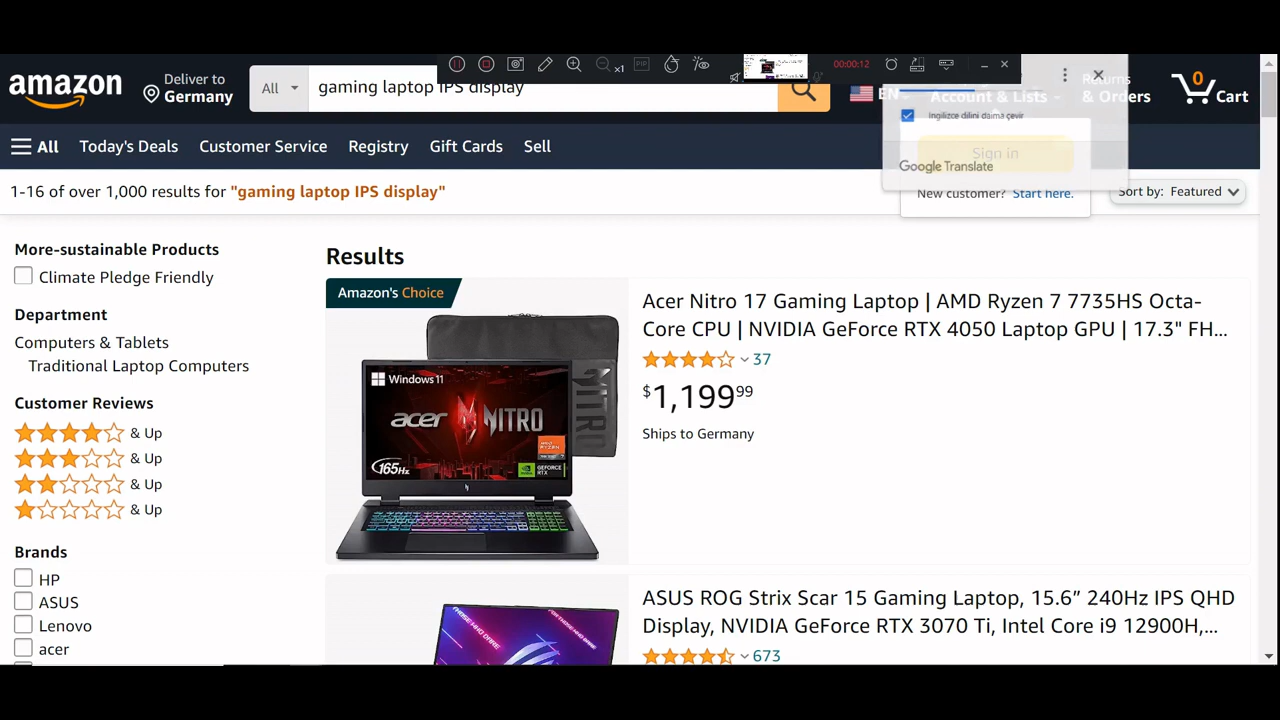 amazon
Deliver to
Germany
All
gaming laptop IPS display
x1
PIP
00:00:12
EN
Account & Lists
Returns
& Orders
0
Cart
İngilizce dilini daima çevir
Sign in
Google Translate
New customer? Start here.
All
Today's Deals
Customer Service
Registry
Gift Cards
Sell
1-16 of over 1,000 results for "gaming laptop IPS display"
Sort by: Featured
More-sustainable Products
Climate Pledge Friendly
Department
Computers & Tablets
Traditional Laptop Computers
Customer Reviews
& Up
& Up
& Up
& Up
Brands
HP
ASUS
Lenovo
acer
Results
Amazon's Choice
Windows 11
acer NITRO
165Hz
GEFORCE
RTX
NITRO
Acer Nitro 17 Gaming Laptop | AMD Ryzen 7 7735HS Octa-
Core CPU | NVIDIA GeForce RTX 4050 Laptop GPU | 17.3" FH...
37
$1,19999
Ships to Germany
ASUS ROG Strix Scar 15 Gaming Laptop, 15.6” 240Hz IPS QHD
Display, NVIDIA GeForce RTX 3070 Ti, Intel Core i9 12900H,...
673